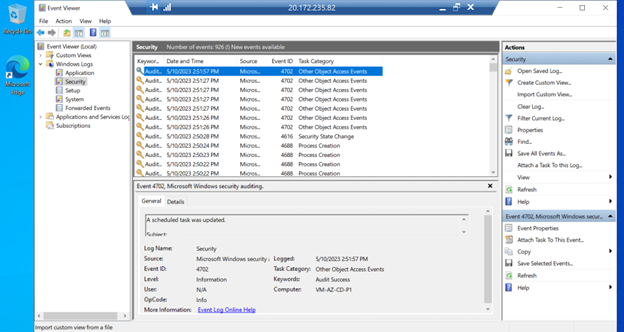 20.172.235.82
Recycle Bin
Microsoft Edge
Event Viewer
File Action View Help
Event Viewer (Local)
Custom Views
Windows Logs
Application
Security
Setup
System
Forwarded Events
Applications and Services Log
Subscriptions
Security Number of events: 926 (!) New events available
Keywor... Date and Time Source Event ID Task Category
Audit... 5/10/2023 2:51:57 PM Micros... 4702 Other Object Access Events
Audit... 5/10/2023 2:51:27 PM Micros... 4702 Other Object Access Events
Audit... 5/10/2023 2:51:27 PM Micros... 4702 Other Object Access Events
Audit... 5/10/2023 2:51:27 PM Micros... 4702 Other Object Access Events
Audit... 5/10/2023 2:51:26 PM Micros... 4702 Other Object Access Events
Audit... 5/10/2023 2:51:26 PM Micros... 4702 Other Object Access Events
Audit... 5/10/2023 2:50:28 PM Micros... 4616 Security State Change
Audit... 5/10/2023 2:50:24 PM Micros... 4688 Process Creation
Audit... 5/10/2023 2:50:23 PM Micros... 4688 Process Creation
Audit... 5/10/2023 2:50:22 PM Micros... 4688 Process Creation
Event 4702, Microsoft Windows security auditing.
General Details
A scheduled task was updated.
Subject:
Log Name: Security
Source: Microsoft windows security Logged: 5/10/2023 2:51:57 PM
Event ID: 4702 Task Category: Other Object Access Events
Level: Information Keywords: Audit Success
User: N/A Computer: VM-AZ-CD-P1
OpCode: Info
More Information: Event Log Online Help
Actions
Security
Open Saved Log...
Create Custom View...
Import Custom View...
Clear Log...
Filter Current Log...
Properties
Find...
Save All Events As...
Attach a Task To this Log...
View
Refresh
Help
Event 4702, Microsoft Windows secur...
Event Properties
Attach Task To This Event...
Copy
Save Selected Events...
Refresh
Help
Import custom view from a file